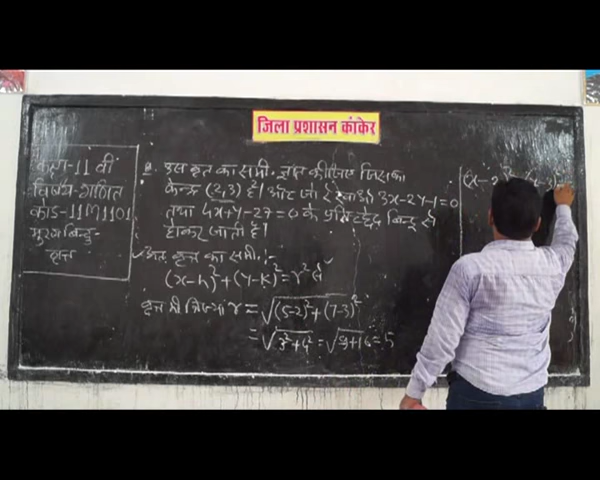 जिला प्रशासन कांकेर
कक्षा-11 वी
विषय-गणित
कोड-11M1101
मुख्य बिन्दु-
वृत्त
उस वृत्त का समी. ज्ञात कीजिए जिसका
केन्द्र (2,3) है। और जो रेखाओ 3x-2y-1=0
तथा 4x+y-27=0 के प्रतिच्छेद बिन्दु से
होकर जाती है।
अतः वृत्त का समी. :-
(x-h)²+(y-k)²=r² से
वृत्त की त्रिज्या r = √(5-2)²+(7-3)²
= √3²+4² = √9+16=5